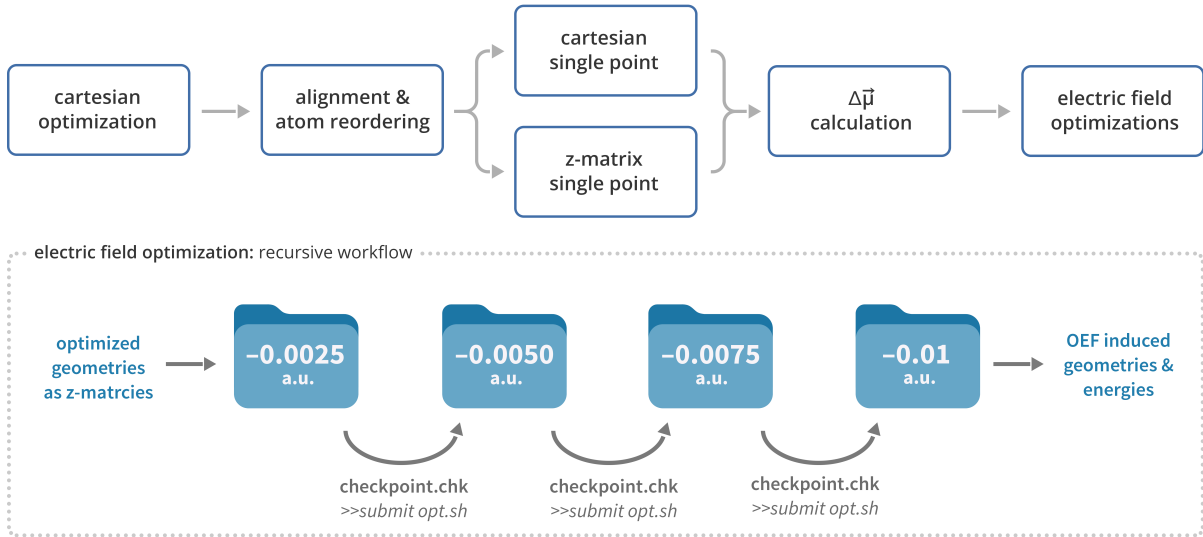 cartesian
optimization
alignment &
atom reordering
cartesian
single point
z-matrix
single point
Δμ⃗
calculation
electric field
optimizations
electric field optimization: recursive workflow
optimized
geometries
as z-matrcies
–0.0025
a.u.
–0.0050
a.u.
–0.0075
a.u.
–0.01
a.u.
OEF induced
geometries &
energies
checkpoint.chk
>>submit opt.sh
checkpoint.chk
>>submit opt.sh
checkpoint.chk
>>submit opt.sh